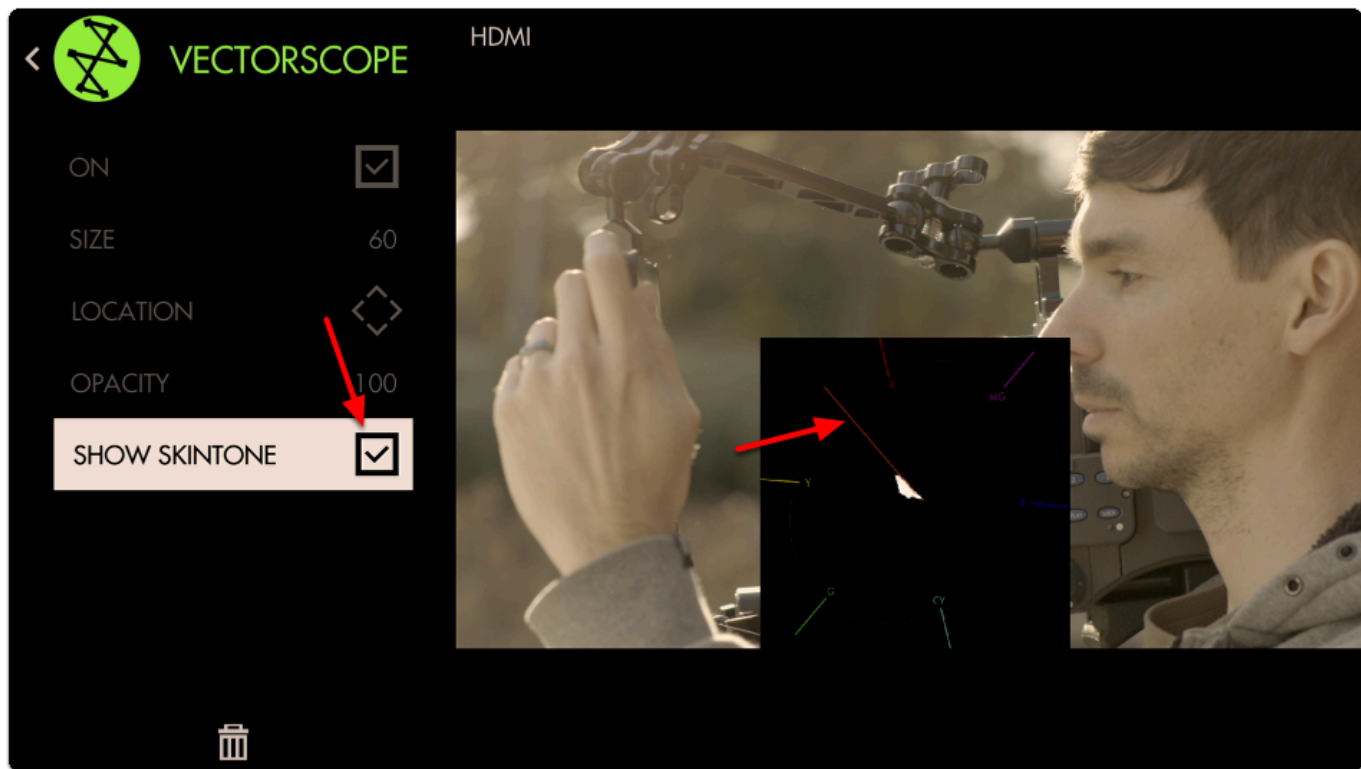 VECTORSCOPE
HDMI
ON
SIZE 60
LOCATION
OPACITY 100
SHOW SKINTONE
MG
Y
G
CY